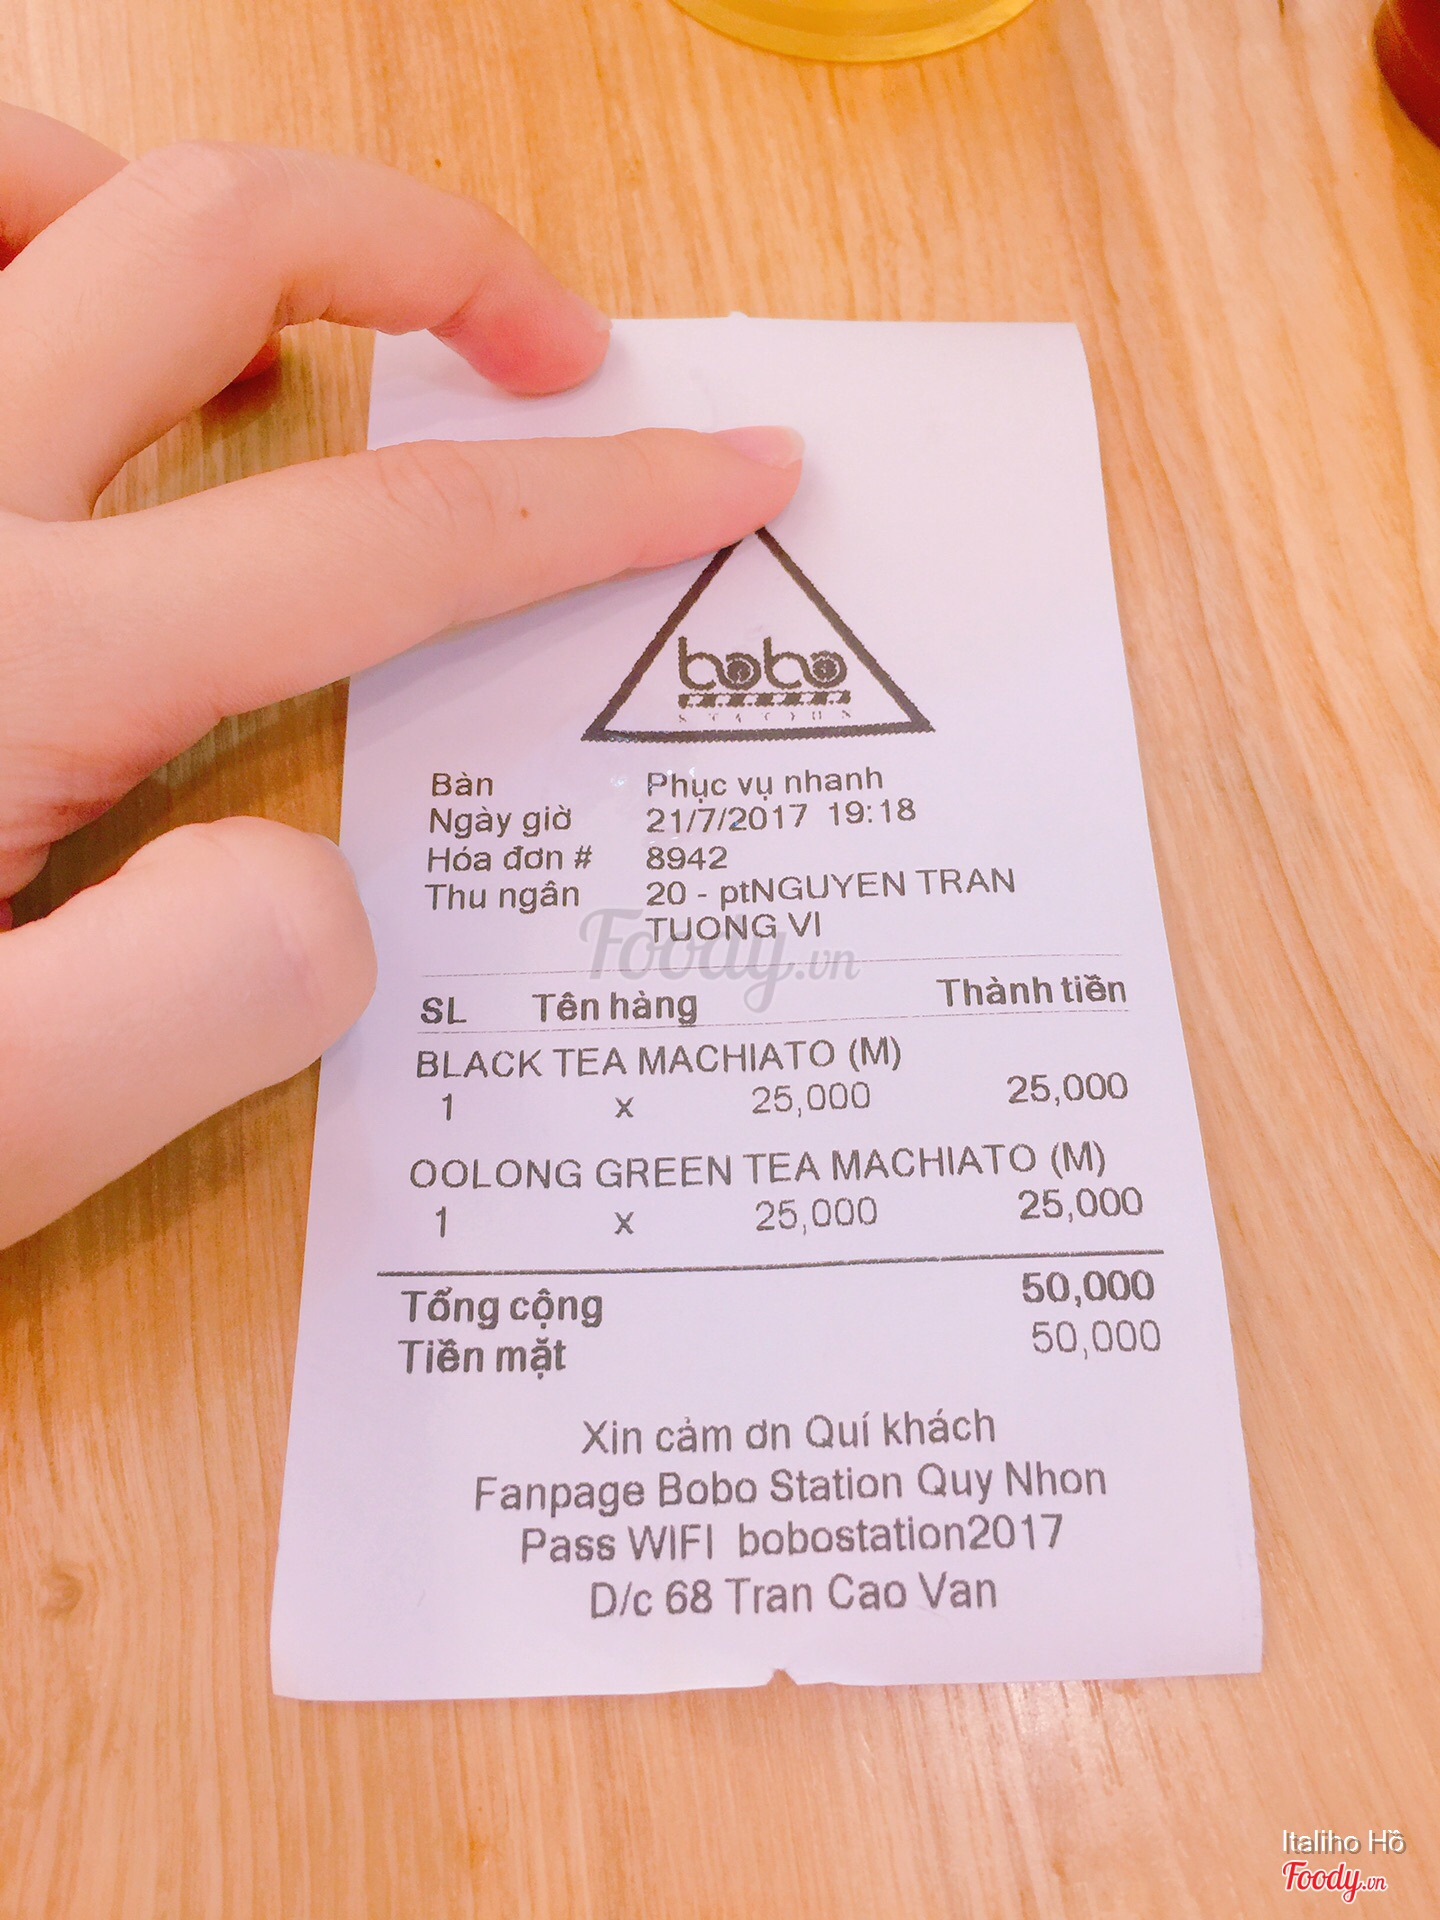 bobo
STATION
Bàn Phục vụ nhanh
Ngày giờ 21/7/2017 19:18
Hóa đơn # 8942
Thu ngân 20 - ptNGUYEN TRAN
TUONG VI
Foody.vn
SL Tên hàng Thành tiền
BLACK TEA MACHIATO (M)
1 x 25,000 25,000
OOLONG GREEN TEA MACHIATO (M)
1 x 25,000 25,000
Tổng cộng 50,000
Tiền mặt 50,000
Xin cảm ơn Quí khách
Fanpage Bobo Station Quy Nhon
Pass WIFI bobostation2017
D/c 68 Tran Cao Van
Italiho Hồ
Foody.vn